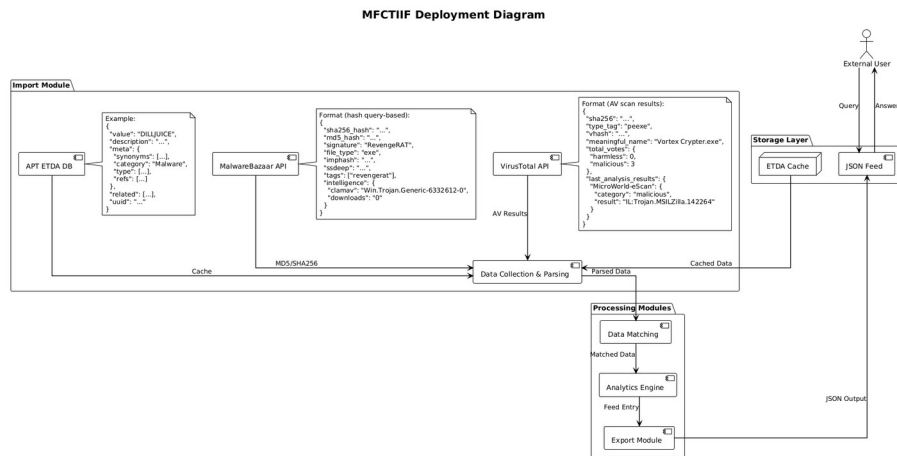 MFCTIIF Deployment Diagram
External User
Query
Answer
Import Module
APT ETDA DB
Example:
{
"value": "DILLJUICE",
"description": "...",
"meta": {
"synonyms": [...],
"category": "Malware",
"type": [...],
"refs": [...]
},
"related": [...],
"uuid": "..."
}
MalwareBazaar API
Format (hash query-based):
{
"sha256_hash": "...",
"md5_hash": "...",
"signature": "RevengeRAT",
"file_type": "exe",
"imphash": "...",
"ssdeep": "...",
"tags": ["revengerat"],
"intelligence": {
"clamav": "Win.Trojan.Generic-6332612-0",
"downloads": "0"
}
}
VirusTotal API
Format (AV scan results):
{
"sha256": "...",
"type_tag": "peexe",
"vhash": "...",
"meaningful_name": "Vortex Crypter.exe",
"total_votes": {
"harmless": 0,
"malicious": 3
},
"last_analysis_results": {
"MicroWorld-eScan": {
"category": "malicious",
"result": "IL:Trojan.MSILZilla.142264"
}
}
Storage Layer
ETDA Cache
JSON Feed
AV Results
MD5/SHA256
Cache
Cached Data
Data Collection & Parsing
Parsed Data
Processing Modules
Data Matching
Matched Data
Analytics Engine
Feed Entry
Export Module
JSON Output